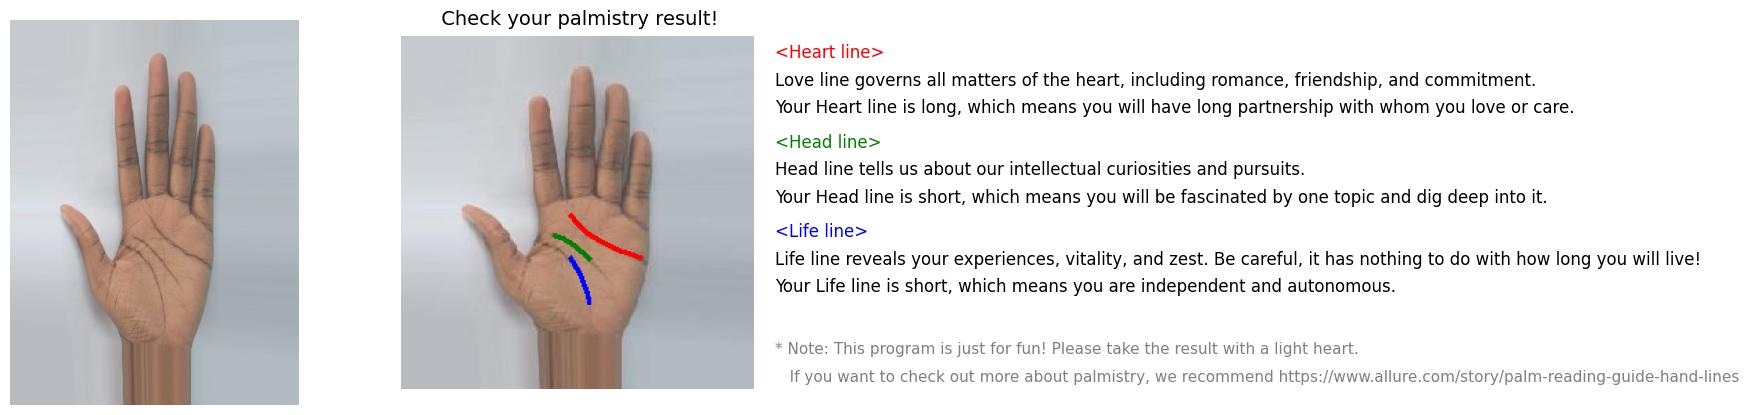 Check your palmistry result!
<Heart line>
Love line governs all matters of the heart, including romance, friendship, and commitment.
Your Heart line is long, which means you will have long partnership with whom you love or care.
<Head line>
Head line tells us about our intellectual curiosities and pursuits.
Your Head line is short, which means you will be fascinated by one topic and dig deep into it.
<Life line>
Life line reveals your experiences, vitality, and zest. Be careful, it has nothing to do with how long you will live!
Your Life line is short, which means you are independent and autonomous.
* Note: This program is just for fun! Please take the result with a light heart.
If you want to check out more about palmistry, we recommend https://www.allure.com/story/palm-reading-guide-hand-lines